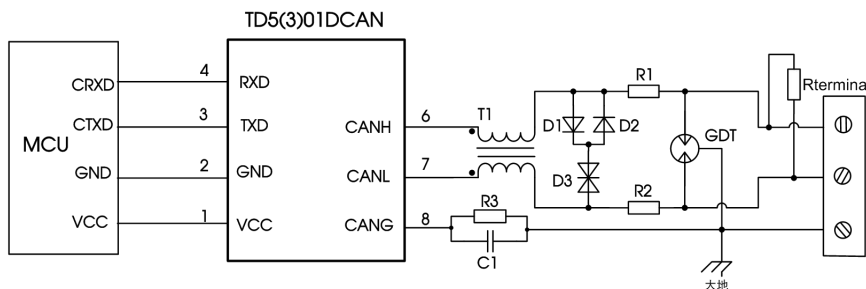 TD5(3)01DCAN
MCU
CRXD
4
RXD
CTXD
3
TXD
GND
2
GND
VCC
1
VCC
CANH
6
CANL
7
CANG
8
T1
D1
D2
D3
R1
R2
R3
C1
GDT
Rtermina
大地